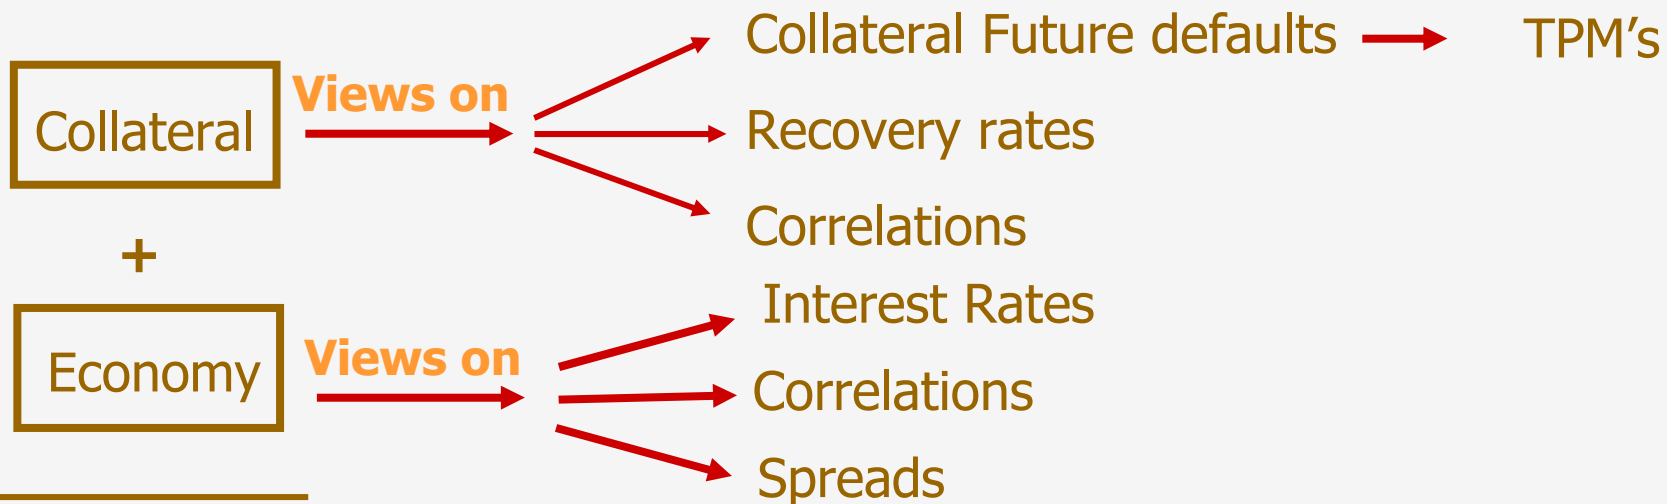 Collateral Future defaults
TPM's
Views on
Collateral
Recovery rates
Correlations
+
Interest Rates
Views on
Economy
Correlations
Spreads